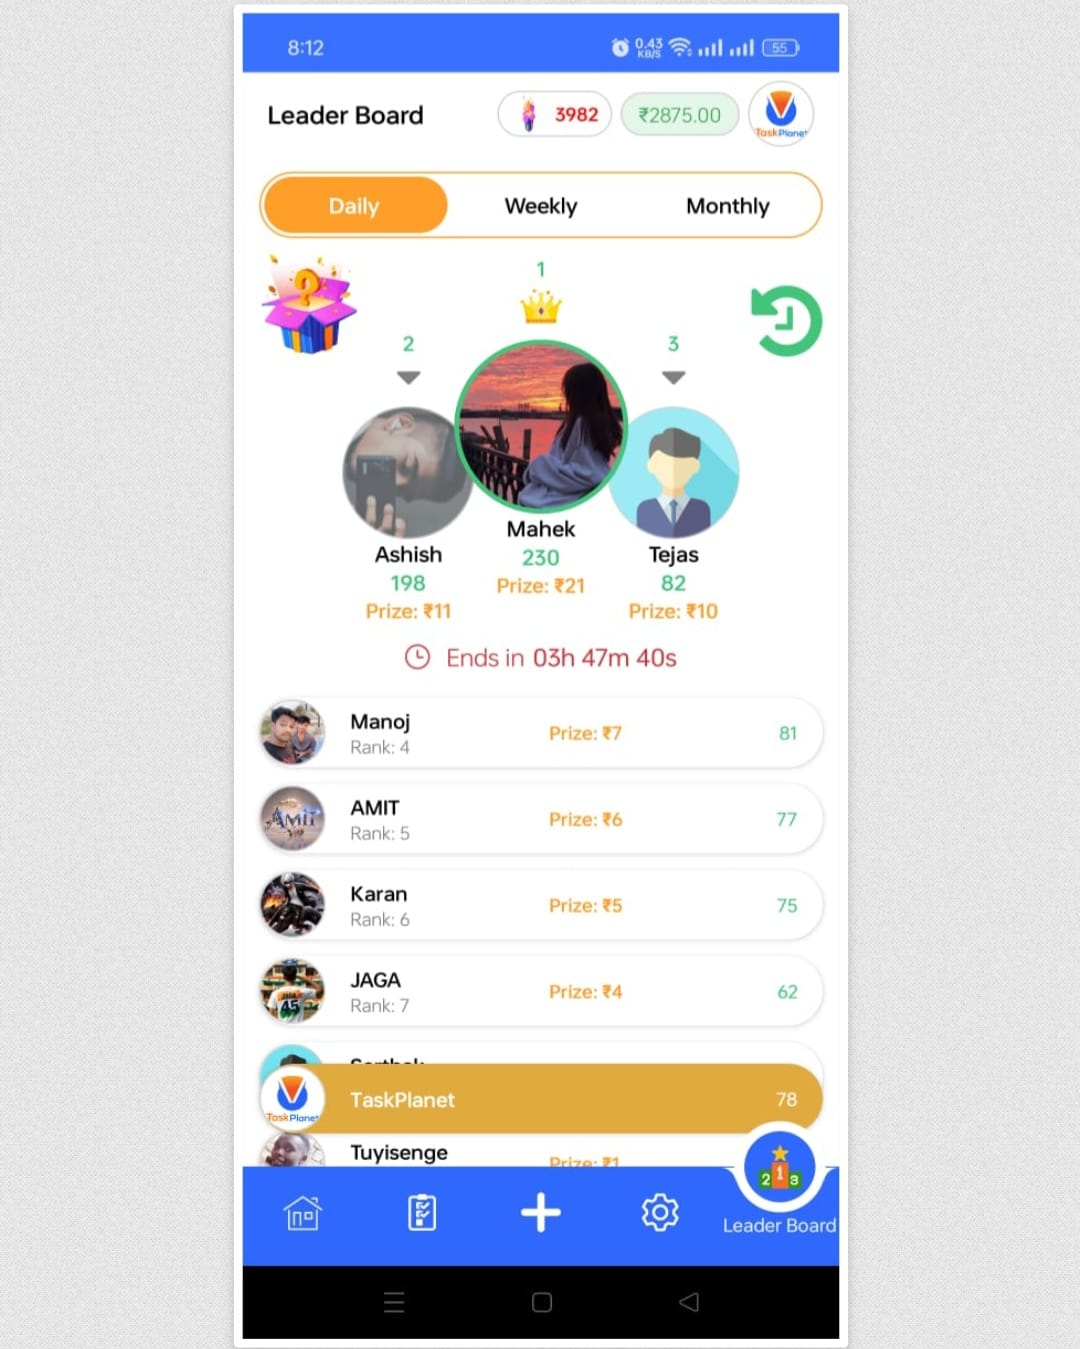 8:12
0.43
KB/S
55
Leader Board
3982
₹2875.00
TaskPlanet
Daily
Weekly
Monthly
1
2
3
Mahek
230
Prize: ₹21
Ashish
198
Prize: ₹11
Tejas
82
Prize: ₹10
Ends in 03h 47m 40s
Manoj
Rank: 4
Prize: ₹7
81
AMIT
Rank: 5
Prize: ₹6
77
AMIT
Karan
Rank: 6
Prize: ₹5
75
JAGA
Rank: 7
Prize: ₹4
62
45
TaskPlanet
TaskPlanet
78
Tuyisenge
Prize: ₹1
2 1 3
Leader Board